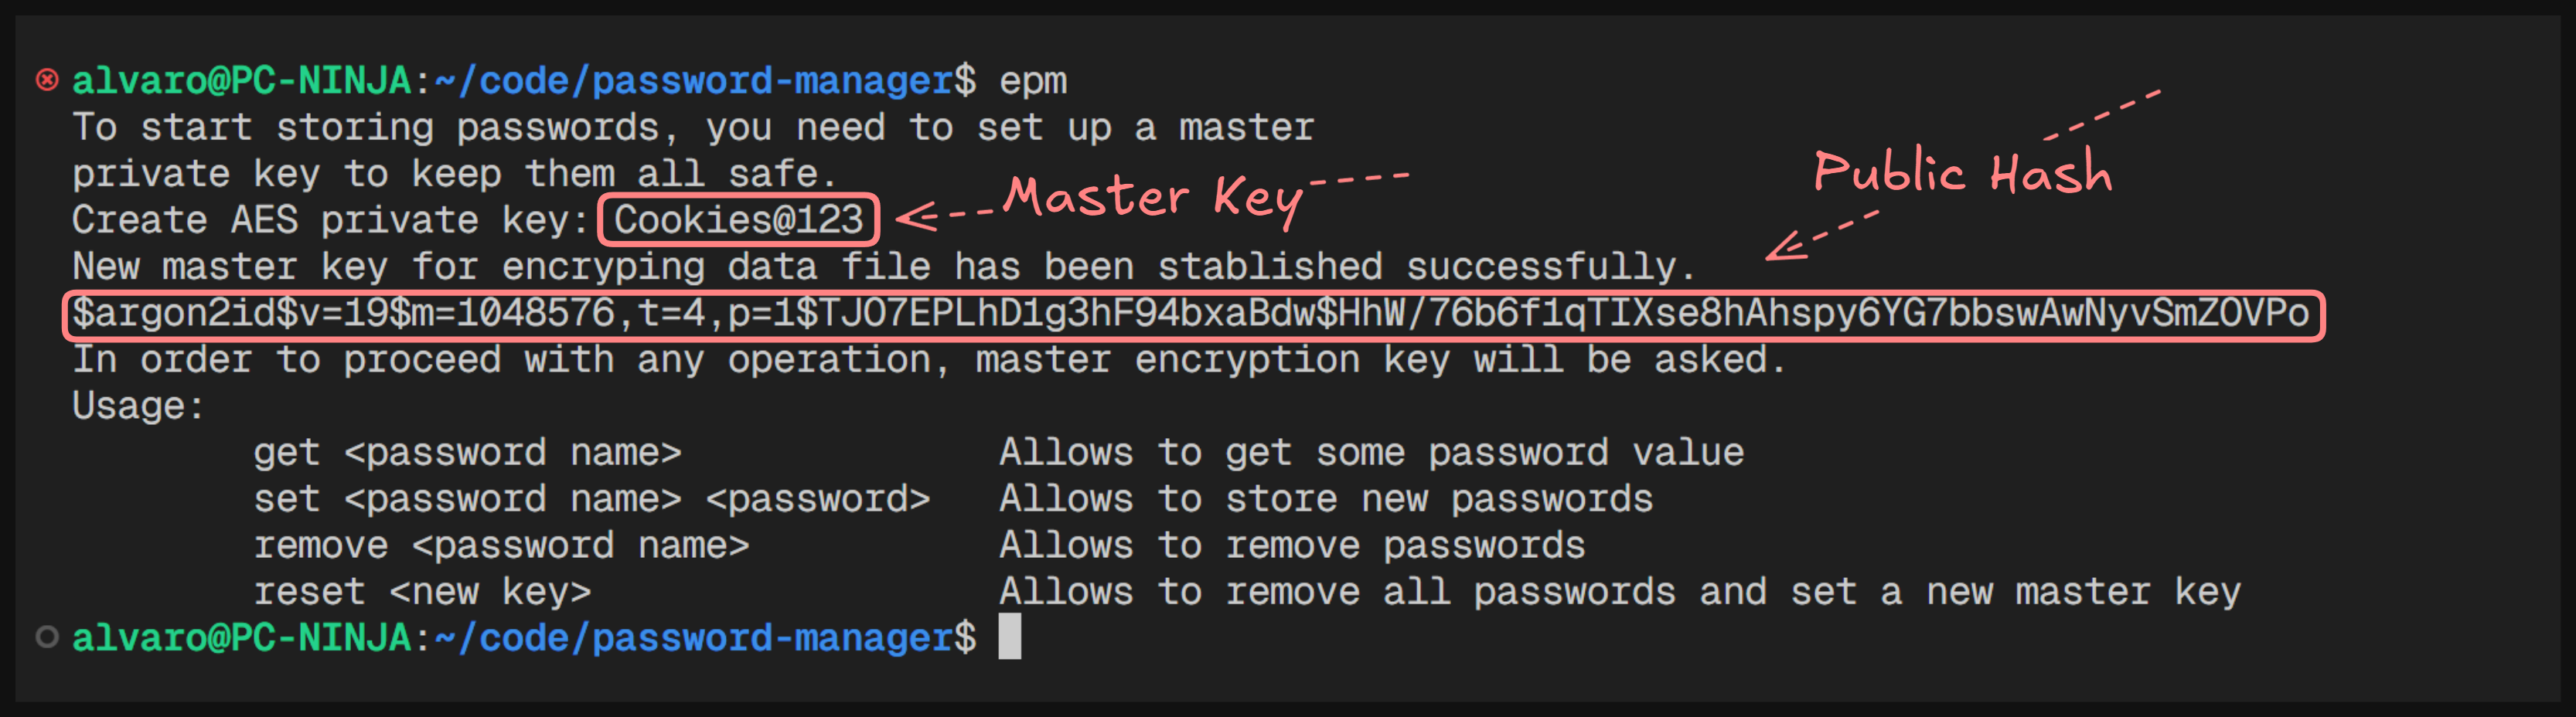 alvaro@PC-NINJA:~/code/password-manager$ epm
To start storing passwords, you need to set up a master
private key to keep them all safe.
Create AES private key: Cookies@123
Master Key
Public Hash
New master key for encryping data file has been stablished successfully.
$argon2id$v=19$m=1048576,t=4,p=1$TJO7EPLhD1g3hF94bxaBdw$HhW/76b6f1qTIXse8hAhspy6YG7bbswAwNyvSmZOVPo
In order to proceed with any operation, master encryption key will be asked.
Usage:
get <password name> Allows to get some password value
set <password name> <password> Allows to store new passwords
remove <password name> Allows to remove passwords
reset <new key> Allows to remove all passwords and set a new master key
alvaro@PC-NINJA:~/code/password-manager$